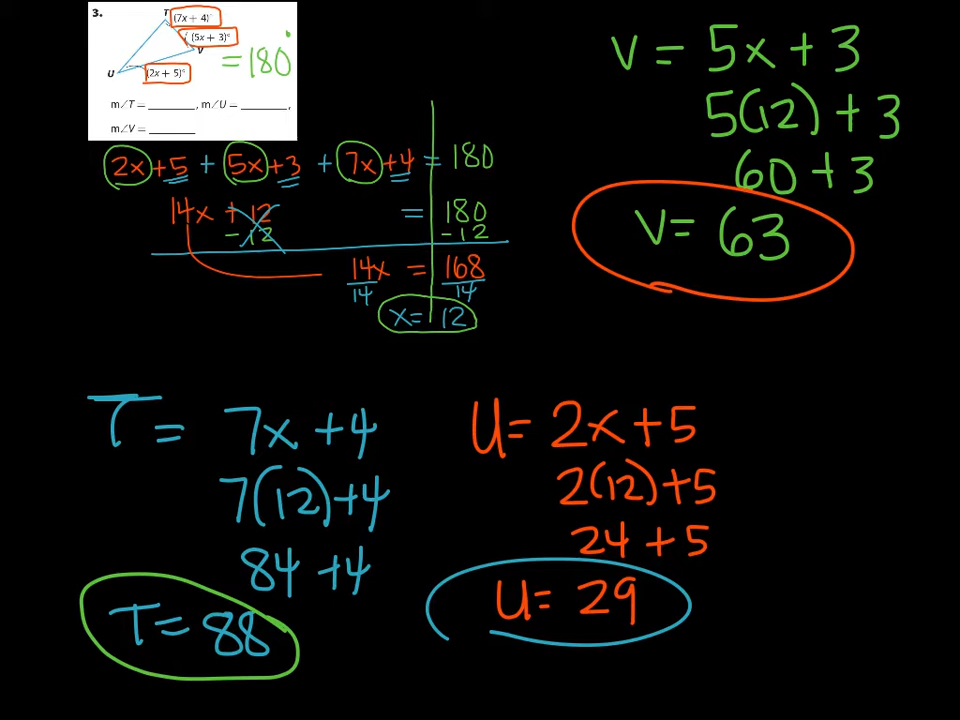 3.
T (7x + 4)°
(5x + 3)°
V
U (2x + 5)°
= 180°
m∠T = ________, m∠U = ________,
m∠V = ________
2x + 5 + 5x + 3 + 7x + 4 = 180
14x + 12 = 180
- 12 - 12
14x = 168
14 14
x = 12
V = 5x + 3
5(12) + 3
60 + 3
V = 63
T = 7x + 4
7(12) + 4
84 + 4
T = 88
U = 2x + 5
2(12) + 5
24 + 5
U = 29